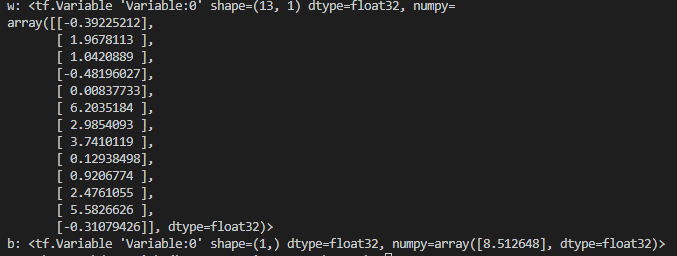 w: <tf.Variable 'Variable:0' shape=(13, 1) dtype=float32, numpy=
array([[-0.39225212],
       [ 1.9678113 ],
       [ 1.0420889 ],
       [-0.48196027],
       [ 0.00837733],
       [ 6.2035184 ],
       [ 2.9854093 ],
       [ 3.7410119 ],
       [ 0.12938498],
       [ 0.9206774 ],
       [ 2.4761055 ],
       [ 5.5826626 ],
       [-0.31079426]], dtype=float32)>
b: <tf.Variable 'Variable:0' shape=(1,) dtype=float32, numpy=array([8.512648], dtype=float32)>